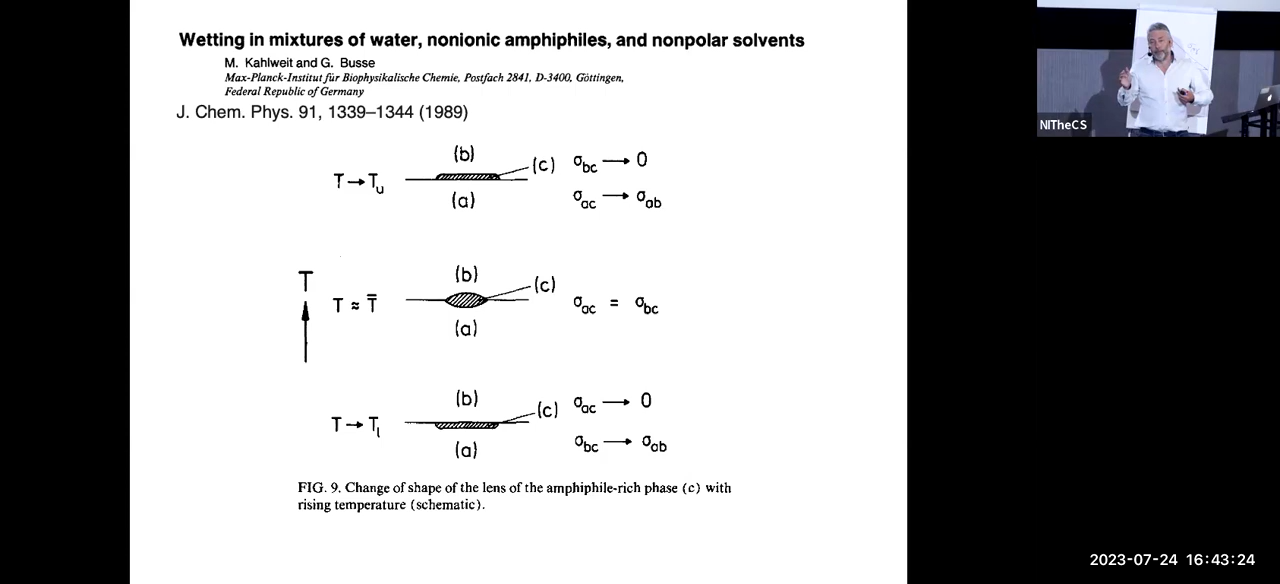 Wetting in mixtures of water, nonionic amphiphiles, and nonpolar solvents
M. Kahlweit and G. Busse
Max-Planck-Institut für Biophysikalische Chemie, Postfach 2841, D-3400, Göttingen,
Federal Republic of Germany
J. Chem. Phys. 91, 1339–1344 (1989)
NITheCS
(b)
(c) σbc → 0
T → Tu
(a) σac → σab
T
(b)
(c)
T ≈ T̄
σac = σbc
(a)
(b)
(c) σac → 0
T → Tl
(a) σbc → σab
FIG. 9. Change of shape of the lens of the amphiphile-rich phase (c) with
rising temperature (schematic).
2023-07-24 16:43:24